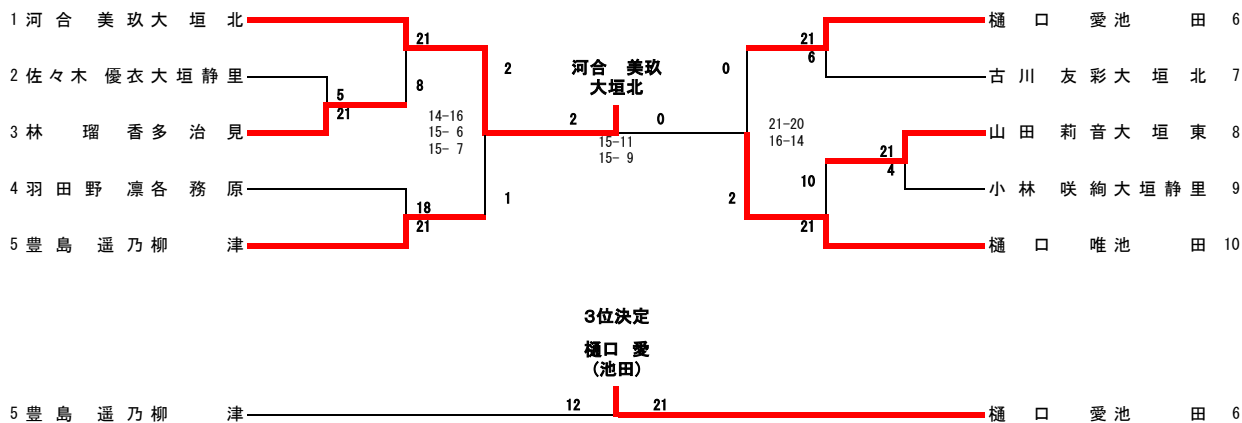 1 河合 美玖 大垣北
2 佐々木 優衣 大垣静里
3 林 瑠香 多治見
4 羽田野 凛 各務原
5 豊島 遥乃 柳津
21
8
5
21
18
21
2
1
14-16
15- 6
15- 7
河合 美玖
大垣北
2
0
15-11
15- 9
0
2
21-20
16-14
21
6
21
4
10
21
樋口 愛 池田 6
古川 友彩 大垣北 7
山田 莉音 大垣東 8
小林 咲絢 大垣静里 9
樋口 唯 池田 10
3位決定
樋口 愛
(池田)
5 豊島 遥乃 柳津
12
21
樋口 愛 池田 6